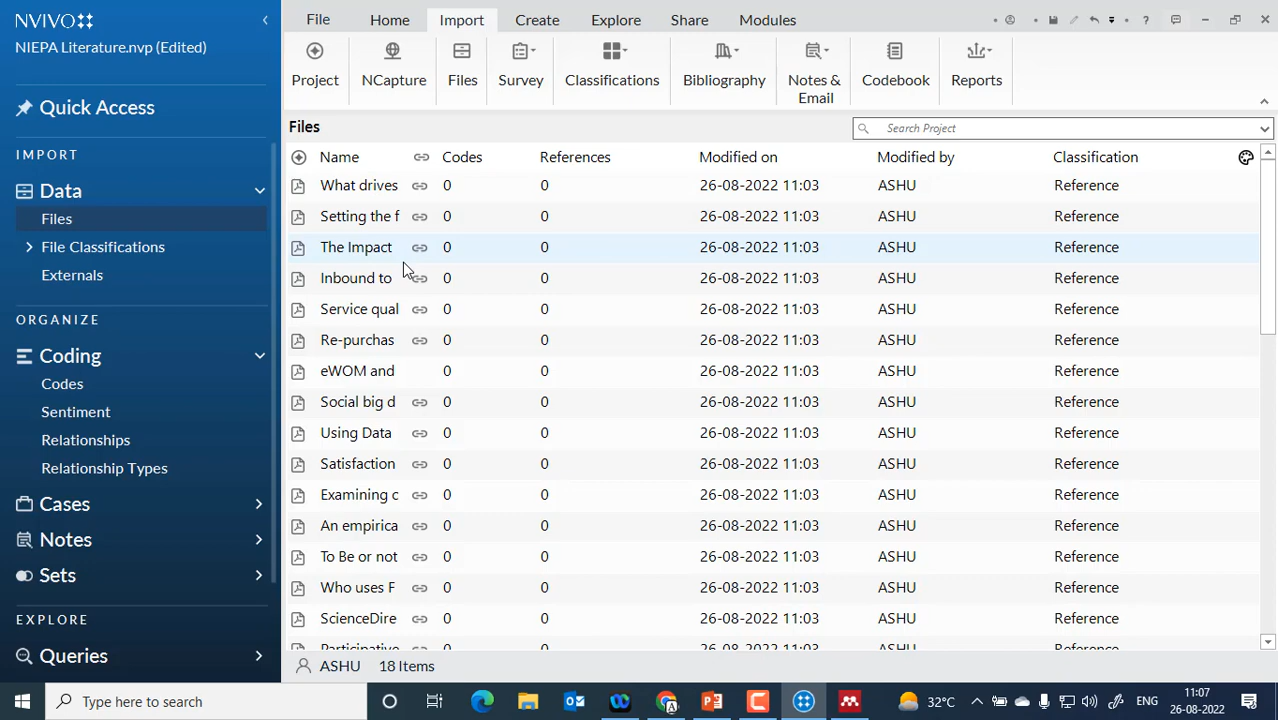 NVIVO
NIEPA Literature.nvp (Edited)
Quick Access
IMPORT
Data
Files
File Classifications
Externals
ORGANIZE
Coding
Codes
Sentiment
Relationships
Relationship Types
Cases
Notes
Sets
EXPLORE
Queries
File Home Import Create Explore Share Modules
Project NCapture Files Survey Classifications Bibliography Notes & Email Codebook Reports
Files
Search Project
Name Codes References Modified on Modified by Classification
What drives 0 0 26-08-2022 11:03 ASHU Reference
Setting the f 0 0 26-08-2022 11:03 ASHU Reference
The Impact 0 0 26-08-2022 11:03 ASHU Reference
Inbound to 0 0 26-08-2022 11:03 ASHU Reference
Service qual 0 0 26-08-2022 11:03 ASHU Reference
Re-purchas 0 0 26-08-2022 11:03 ASHU Reference
eWOM and 0 0 26-08-2022 11:03 ASHU Reference
Social big d 0 0 26-08-2022 11:03 ASHU Reference
Using Data 0 0 26-08-2022 11:03 ASHU Reference
Satisfaction 0 0 26-08-2022 11:03 ASHU Reference
Examining c 0 0 26-08-2022 11:03 ASHU Reference
An empirica 0 0 26-08-2022 11:03 ASHU Reference
To Be or not 0 0 26-08-2022 11:03 ASHU Reference
Who uses F 0 0 26-08-2022 11:03 ASHU Reference
ScienceDire 0 0 26-08-2022 11:03 ASHU Reference
Participative 0 0 26-08-2022 11:03 ASHU Reference
ASHU 18 Items
Type here to search
32°C
ENG
11:07
26-08-2022